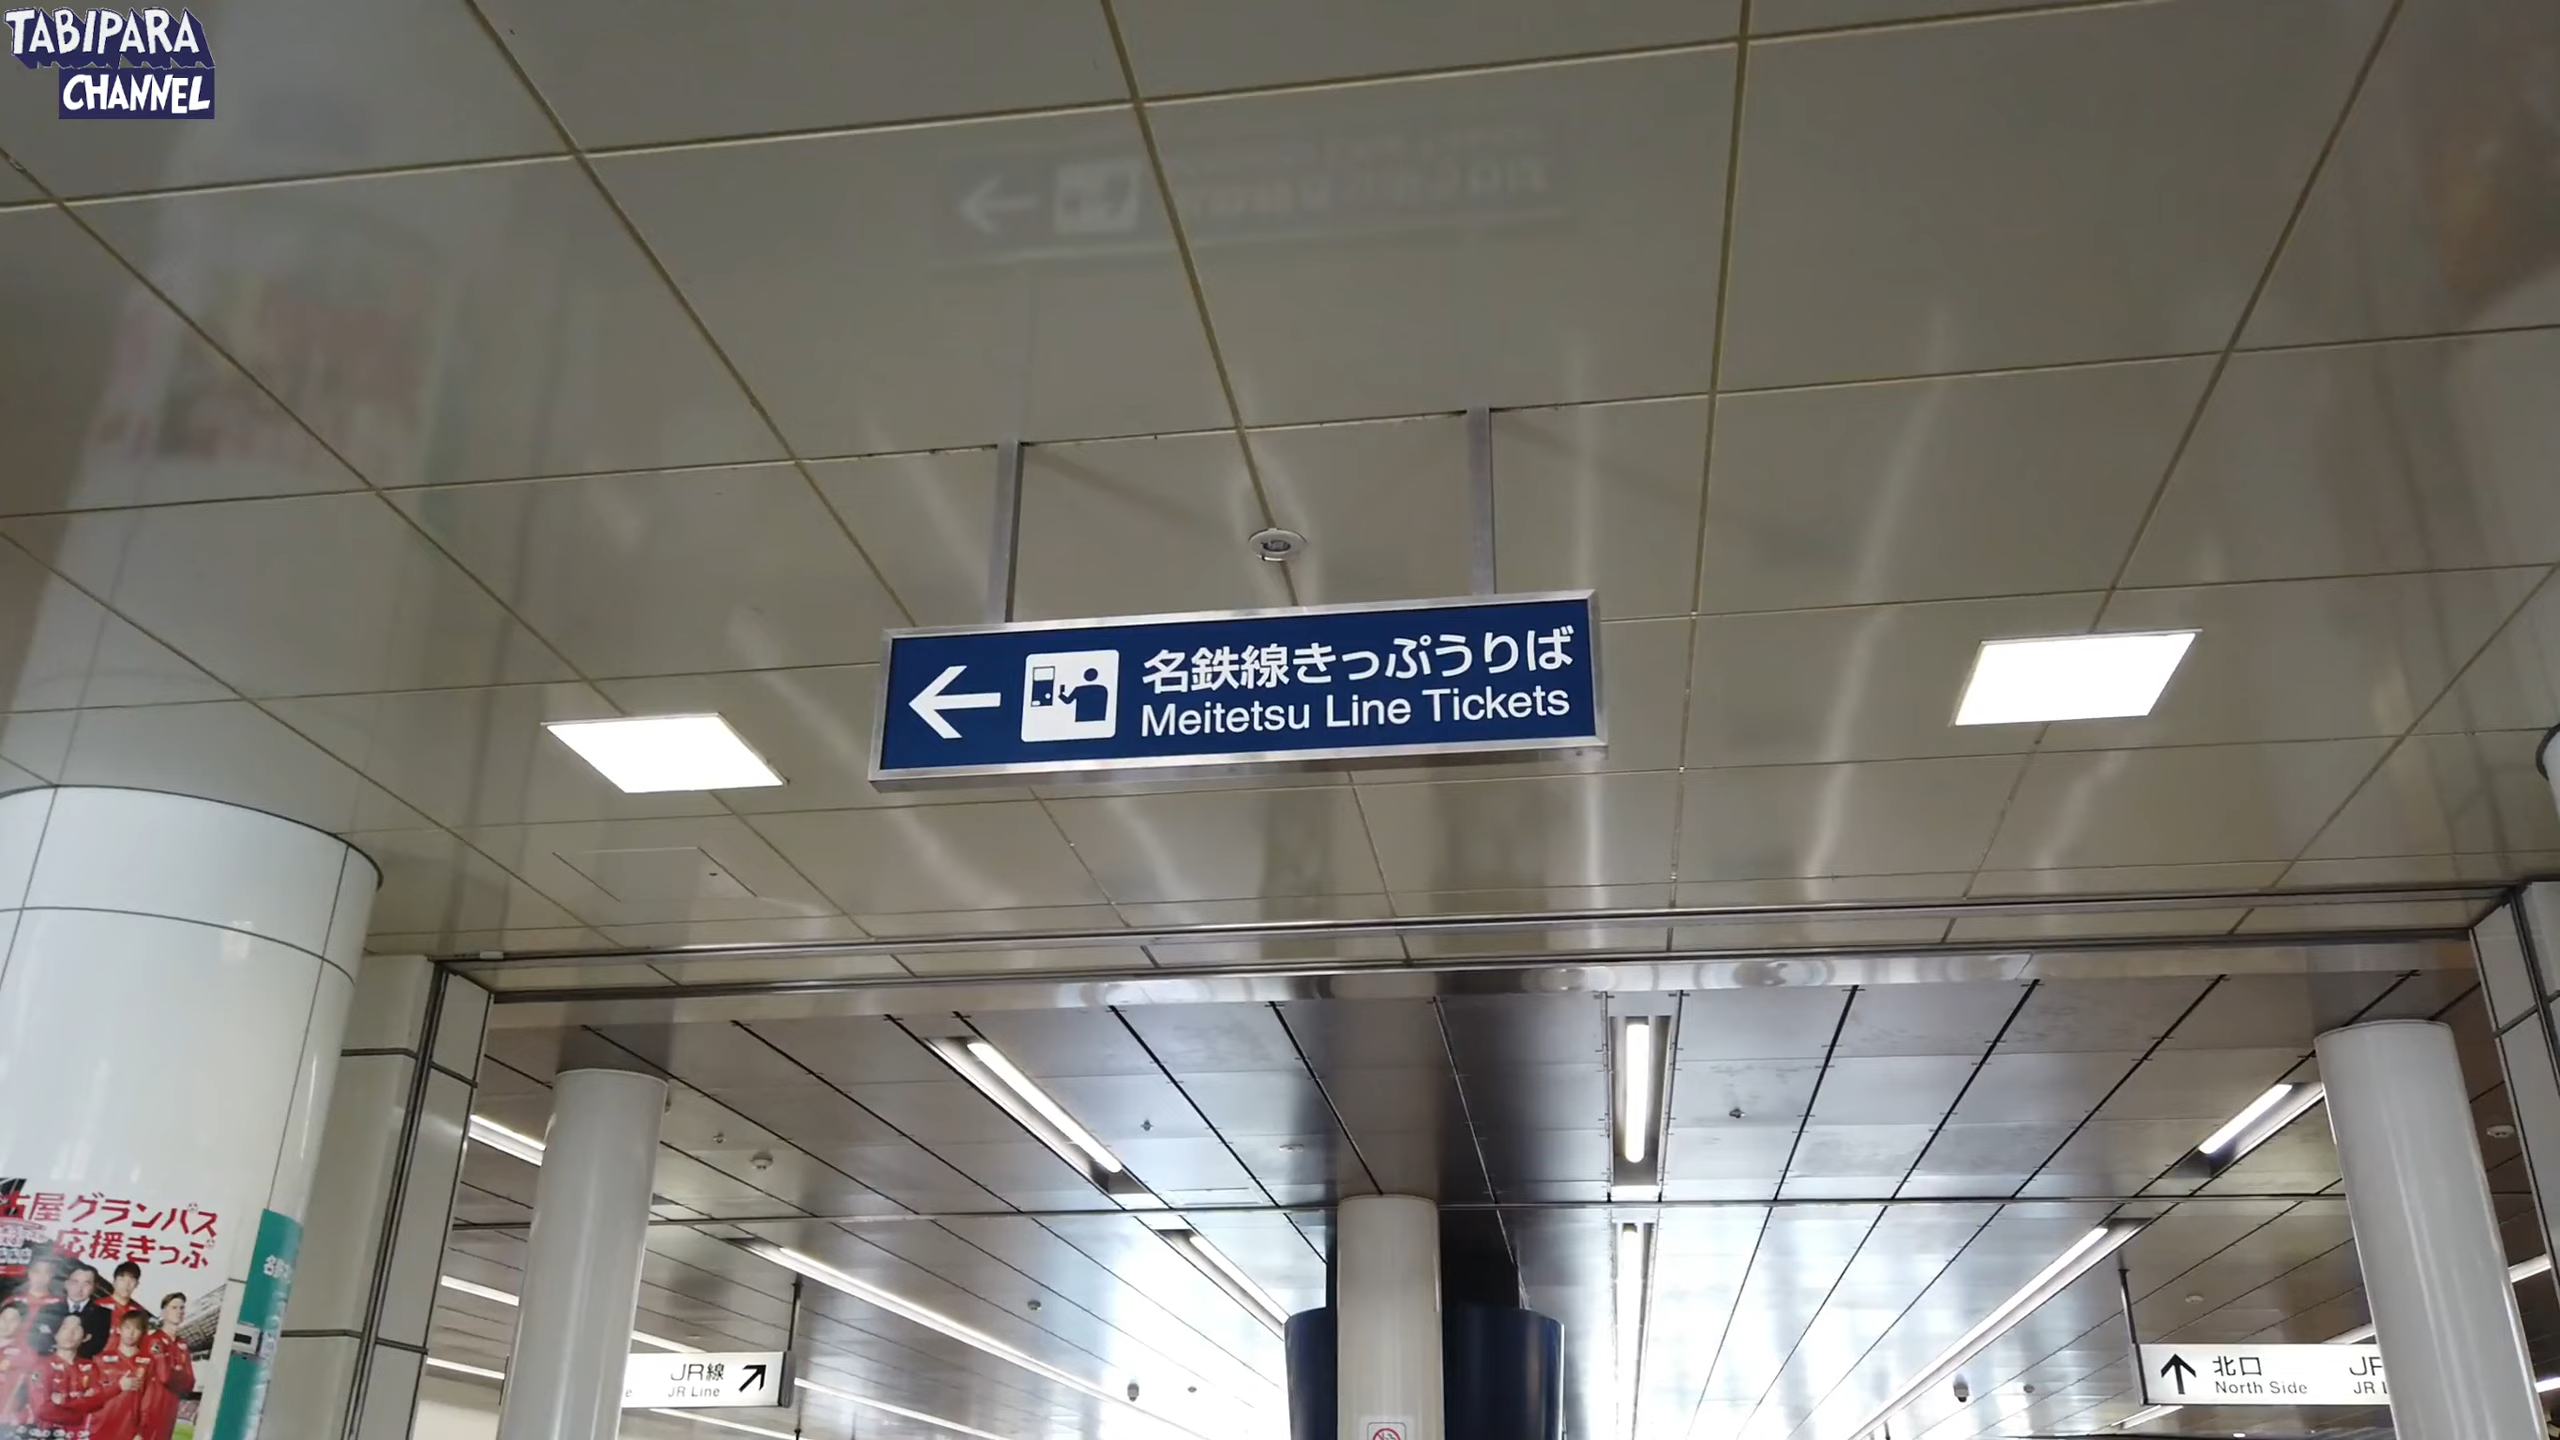 TABIPARA
CHANNEL
名鉄線きっぷうりば
Meitetsu Line Tickets
古屋グランパス
応援きっぷ
JR線
JR Line
北口
North Side
JR